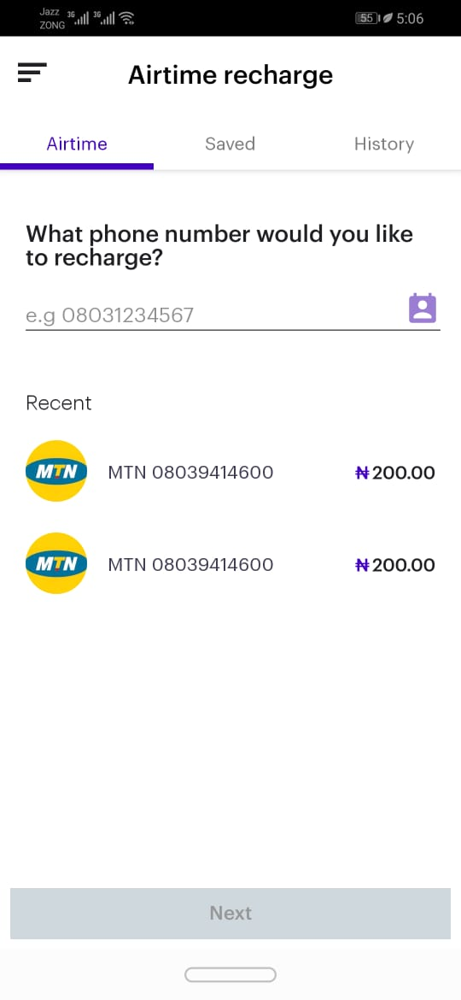 Jazz 3G 3G
ZONG
55 5:06
Airtime recharge
Airtime Saved History
What phone number would you like
to recharge?
e.g 08031234567
Recent
MTN MTN 08039414600 ₦200.00
MTN MTN 08039414600 ₦200.00
Next